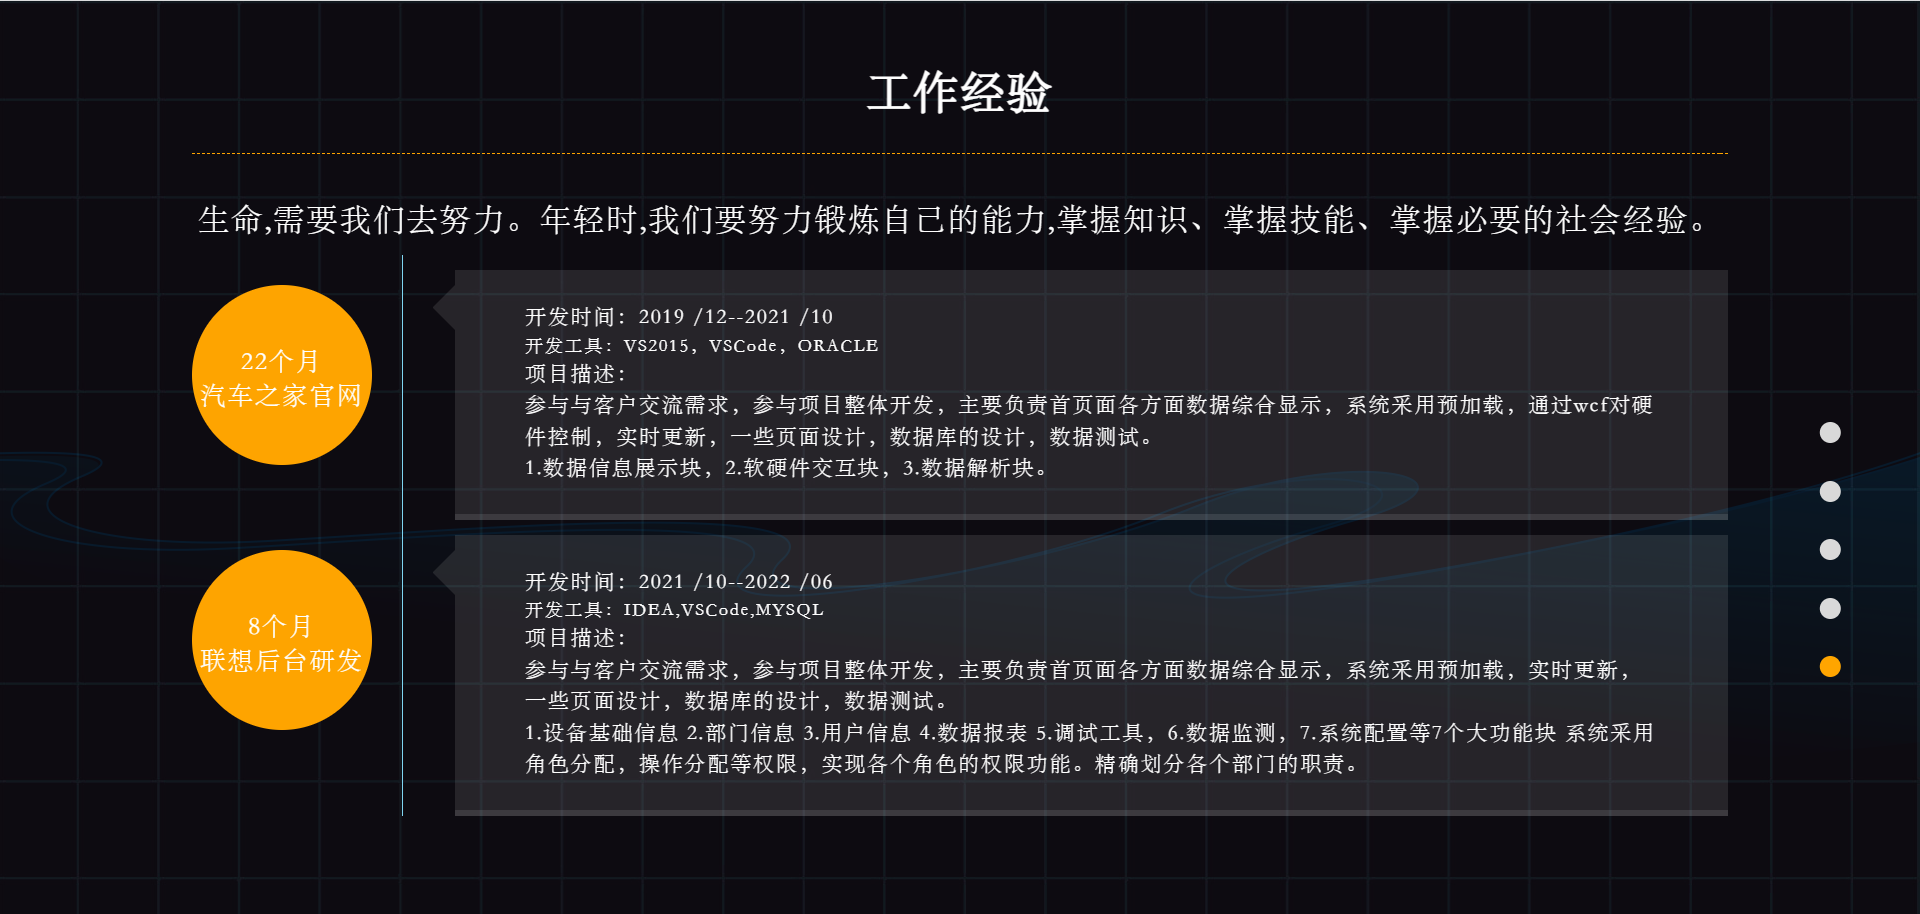 工作经验
生命,需要我们去努力。年轻时,我们要努力锻炼自己的能力,掌握知识、掌握技能、掌握必要的社会经验。
22个月
汽车之家官网
开发时间：2019 /12--2021 /10
开发工具：VS2015，VSCode，ORACLE
项目描述：
参与与客户交流需求，参与项目整体开发，主要负责首页面各方面数据综合显示，系统采用预加载，通过wcf对硬
件控制，实时更新，一些页面设计，数据库的设计，数据测试。
1.数据信息展示块，2.软硬件交互块，3.数据解析块。
8个月
联想后台研发
开发时间：2021 /10--2022 /06
开发工具：IDEA,VSCode,MYSQL
项目描述：
参与与客户交流需求，参与项目整体开发，主要负责首页面各方面数据综合显示，系统采用预加载，实时更新，
一些页面设计，数据库的设计，数据测试。
1.设备基础信息 2.部门信息 3.用户信息 4.数据报表 5.调试工具，6.数据监测，7.系统配置等7个大功能块 系统采用
角色分配，操作分配等权限，实现各个角色的权限功能。精确划分各个部门的职责。